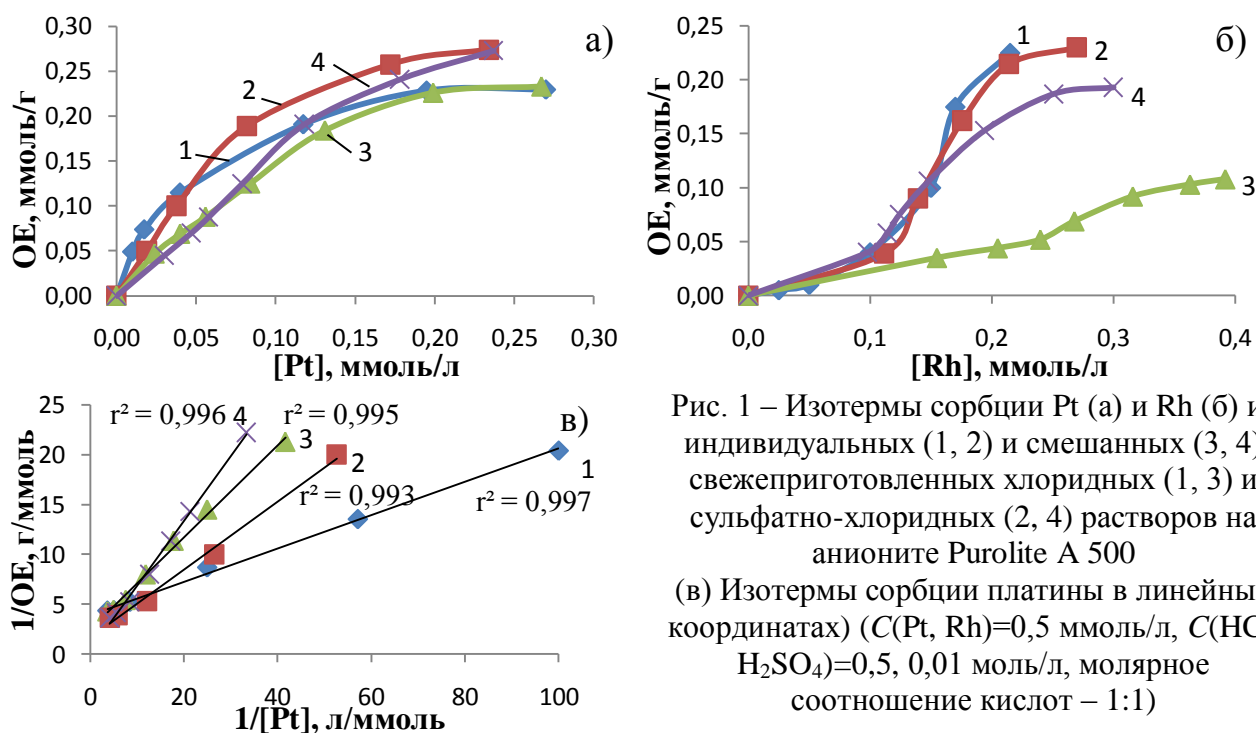 а)
ОЕ, ммоль/г
0,30
0,25
0,20
0,15
0,10
0,05
0,00
0,00 0,05 0,10 0,15 0,20 0,25 0,30
[Pt], ммоль/л
1
2
4
3
б)
ОЕ, ммоль/г
0,30
0,25
0,20
0,15
0,10
0,05
0,00
0,0 0,1 0,2 0,3 0,4
[Rh], ммоль/л
1
2
4
3
в)
1/ОЕ, г/ммоль
25
20
15
10
5
0
0 20 40 60 80 100
1/[Pt], л/ммоль
r² = 0,996 4
r² = 0,995
3
2
r² = 0,993
r² = 0,997
1
Рис. 1 – Изотермы сорбции Pt (а) и Rh (б) и
индивидуальных (1, 2) и смешанных (3, 4)
свежеприготовленных хлоридных (1, 3) и
сульфатно-хлоридных (2, 4) растворов на
анионите Purolite A 500
(в) Изотермы сорбции платины в линейны
координатах) (C(Pt, Rh)=0,5 ммоль/л, C(HC
H₂SO₄)=0,5, 0,01 моль/л, молярное
соотношение кислот – 1:1)